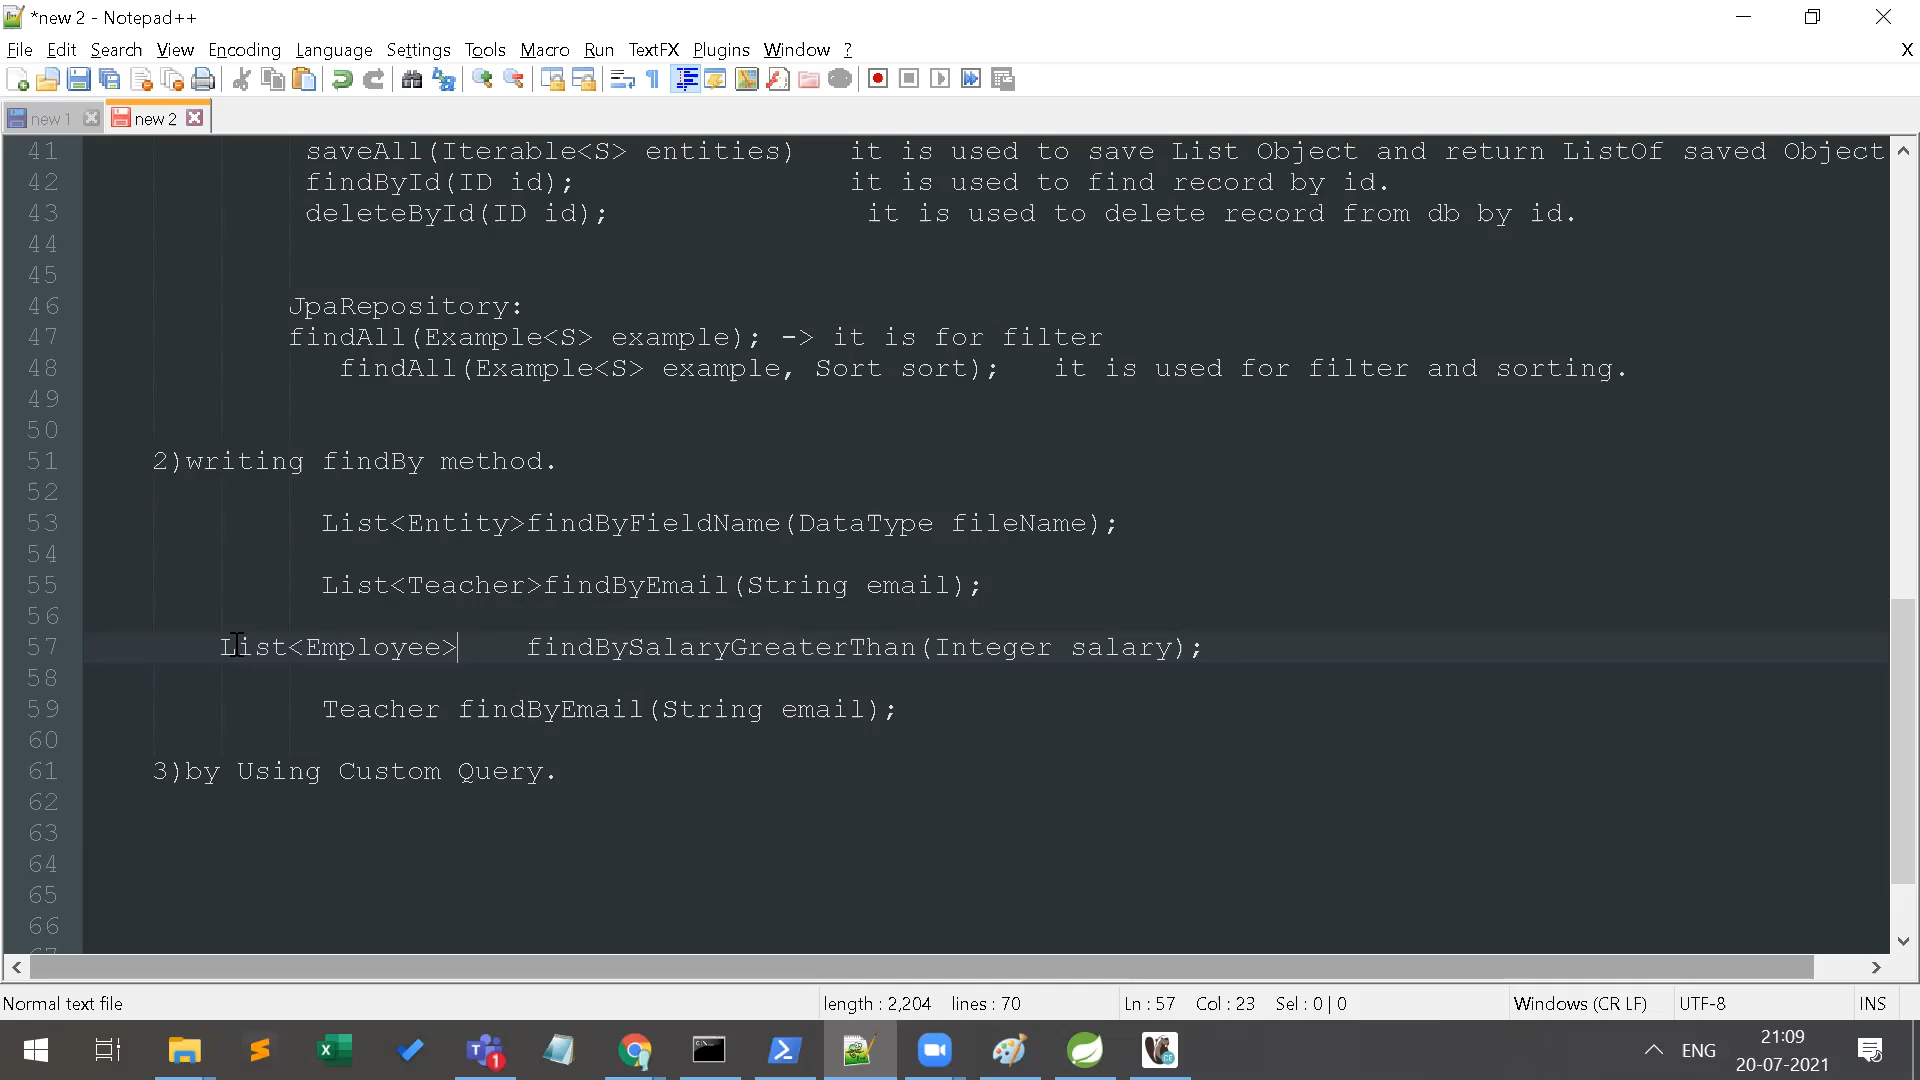 *new 2 - Notepad++
File Edit Search View Encoding Language Settings Tools Macro Run TextFX Plugins Window ? X
new 1 new 2
41 saveAll(Iterable<S> entities) it is used to save List Object and return ListOf saved Object
42 findById(ID id); it is used to find record by id.
43 deleteById(ID id); it is used to delete record from db by id.
44
45
46 JpaRepository:
47 findAll(Example<S> example); -> it is for filter
48 findAll(Example<S> example, Sort sort); it is used for filter and sorting.
49
50
51 2)writing findBy method.
52
53 List<Entity>findByFieldName(DataType fileName);
54
55 List<Teacher>findByEmail(String email);
56
57 List<Employee> findBySalaryGreaterThan(Integer salary);
58
59 Teacher findByEmail(String email);
60
61 3)by Using Custom Query.
62
63
64
65
66
67
Normal text file length : 2,204 lines : 70 Ln : 57 Col : 23 Sel : 0 | 0 Windows (CR LF) UTF-8 INS
1 ENG 21:09
20-07-2021